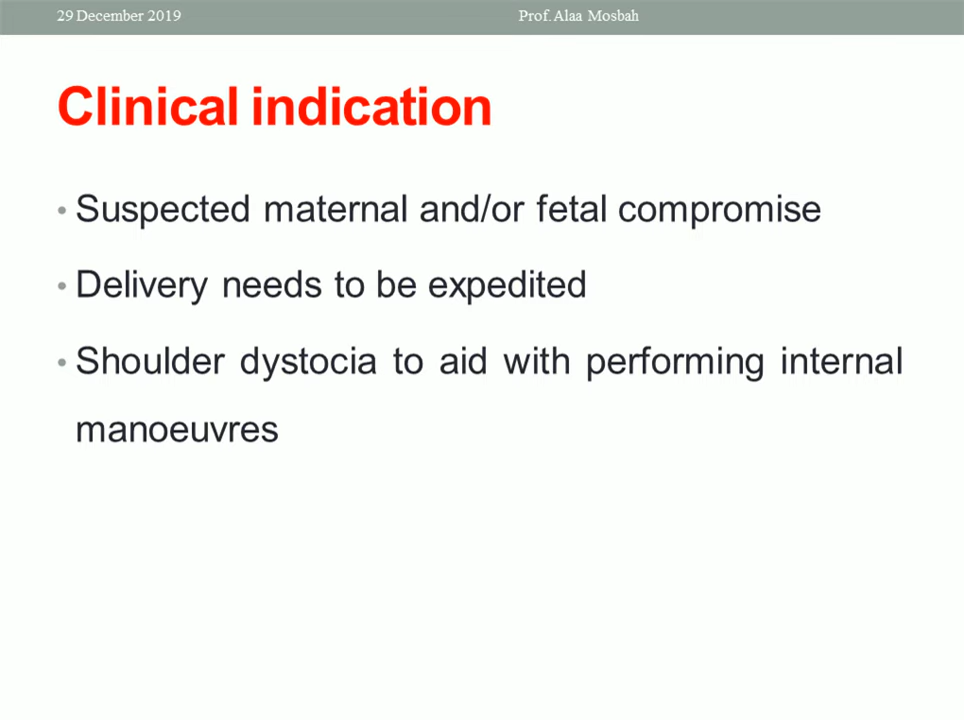 29 December 2019
Prof. Alaa Mosbah
Clinical indication
• Suspected maternal and/or fetal compromise
• Delivery needs to be expedited
• Shoulder dystocia to aid with performing internal
manoeuvres